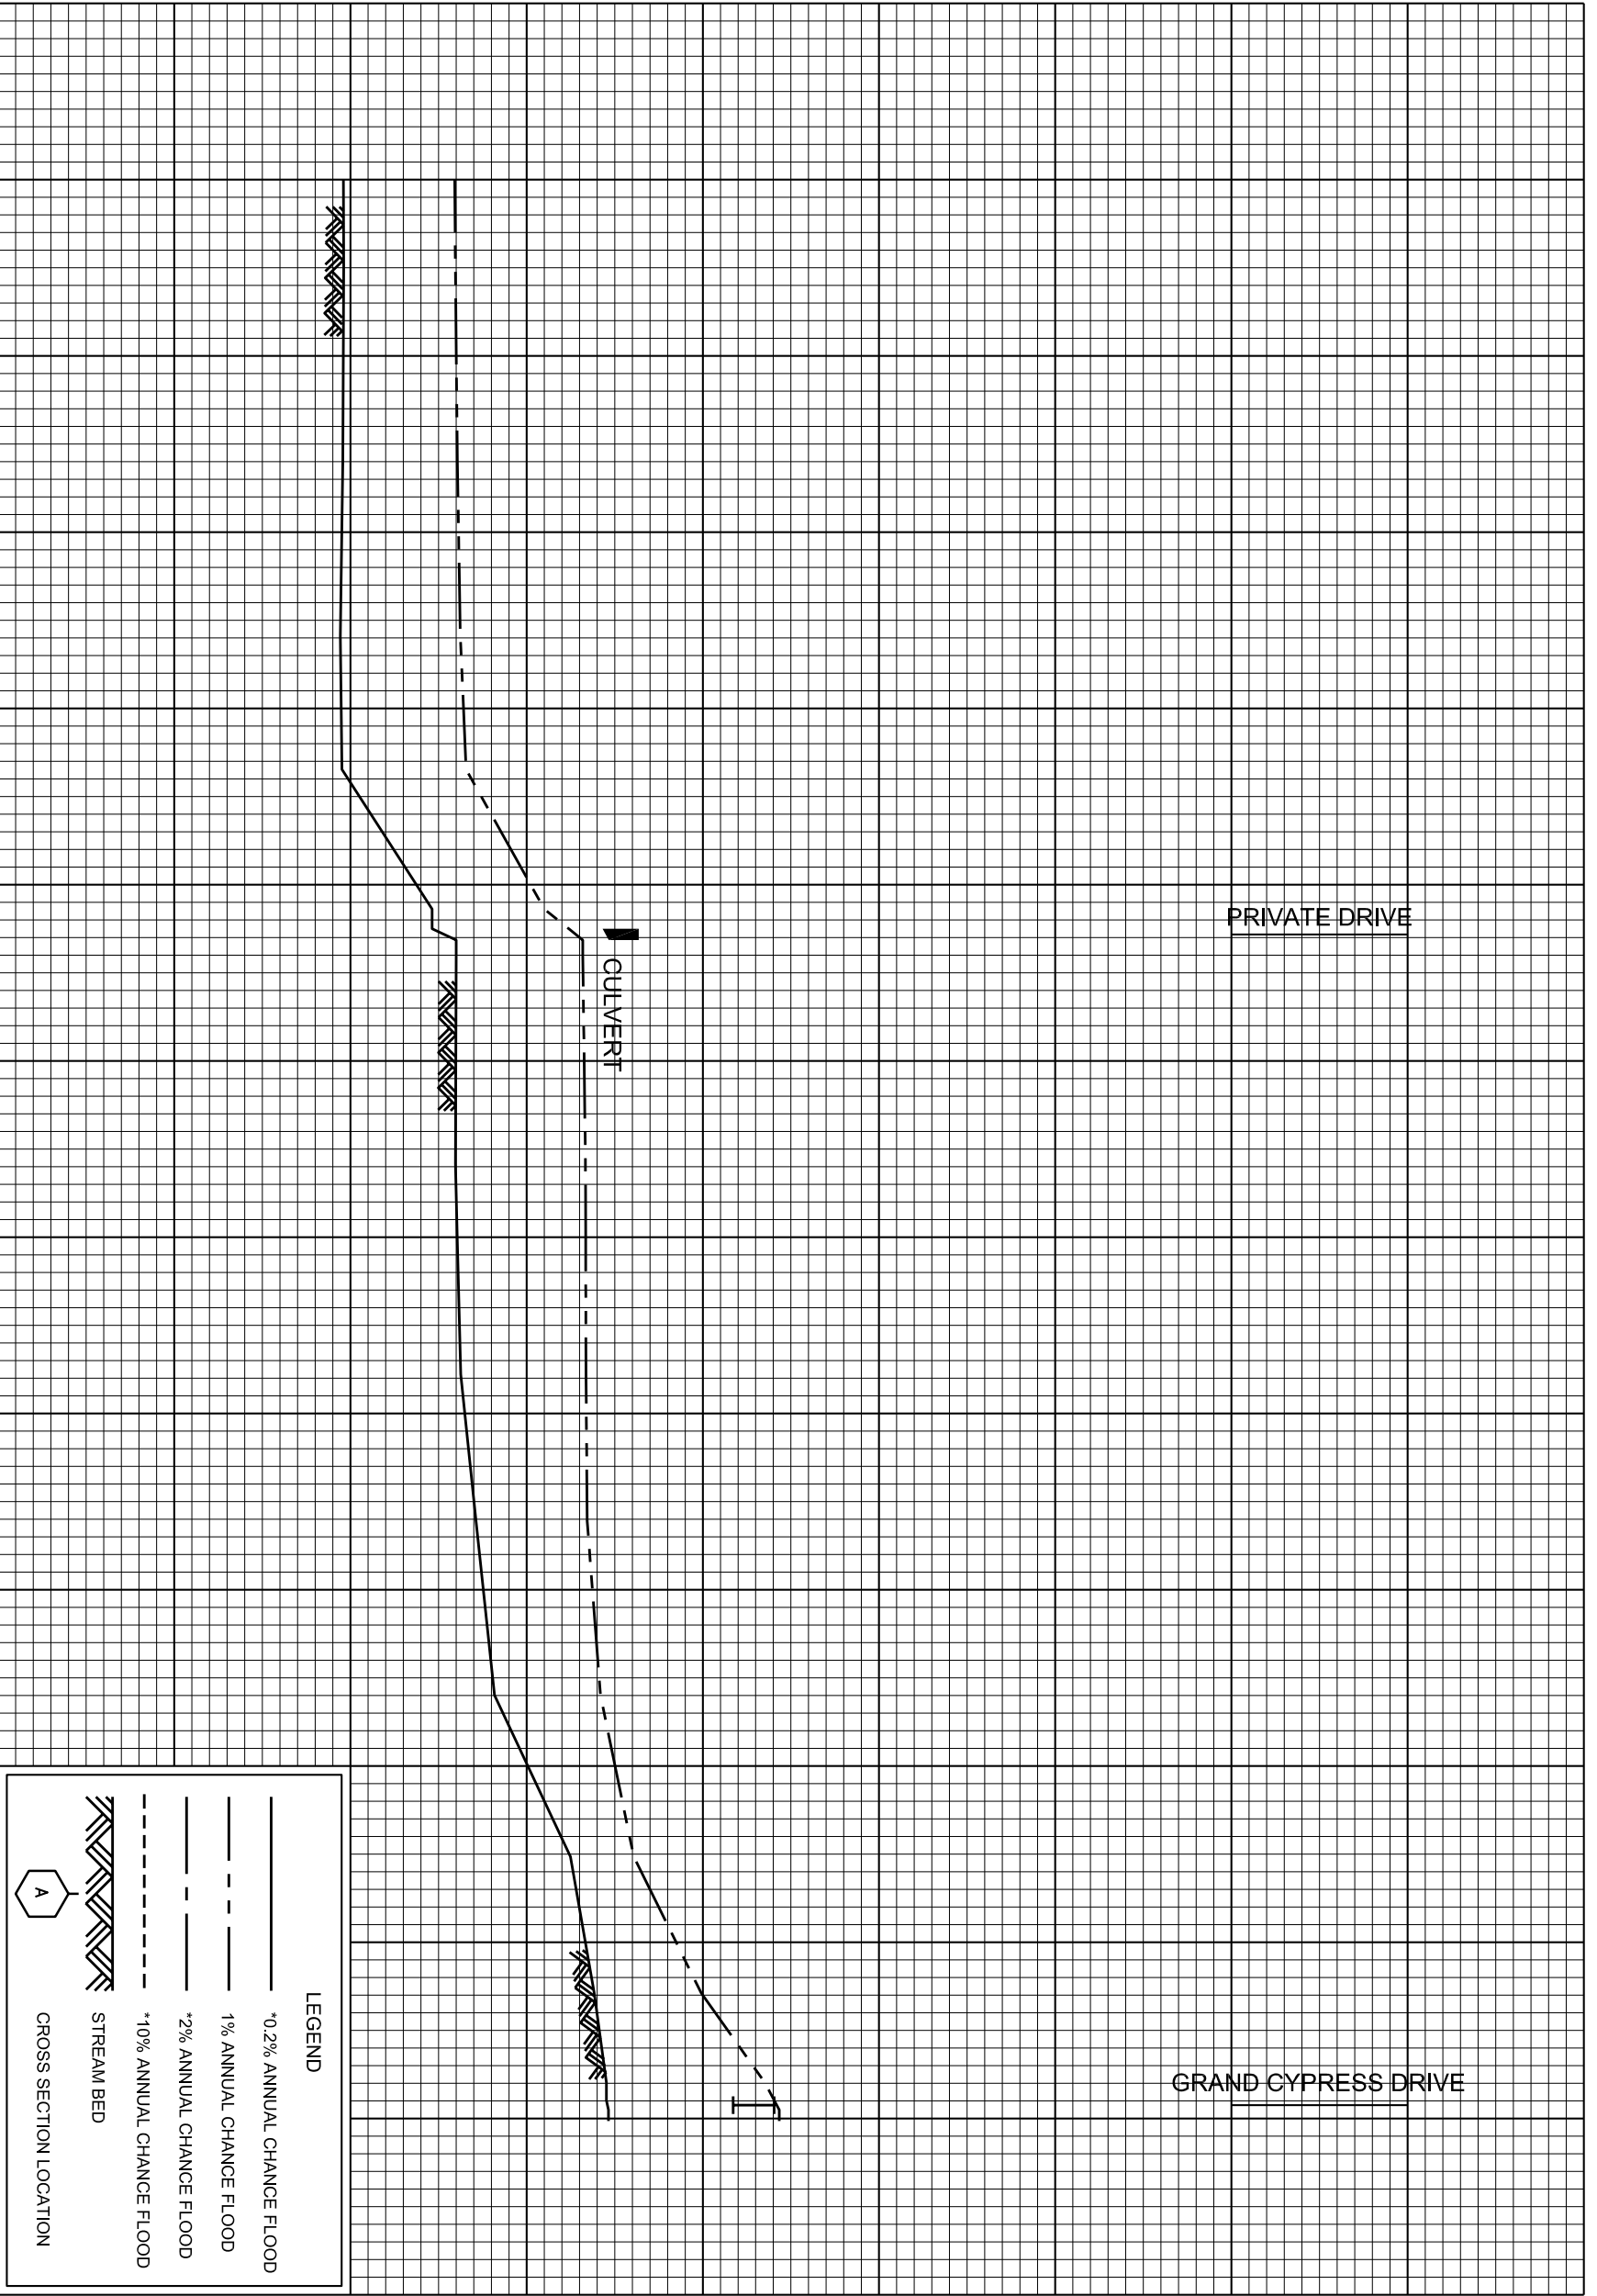 PRIVATE DRIVE
CULVERT
GRAND CYPRESS DRIVE
LEGEND
*0.2% ANNUAL CHANCE FLOOD
1% ANNUAL CHANCE FLOOD
*2% ANNUAL CHANCE FLOOD
*10% ANNUAL CHANCE FLOOD
STREAM BED
A
CROSS SECTION LOCATION